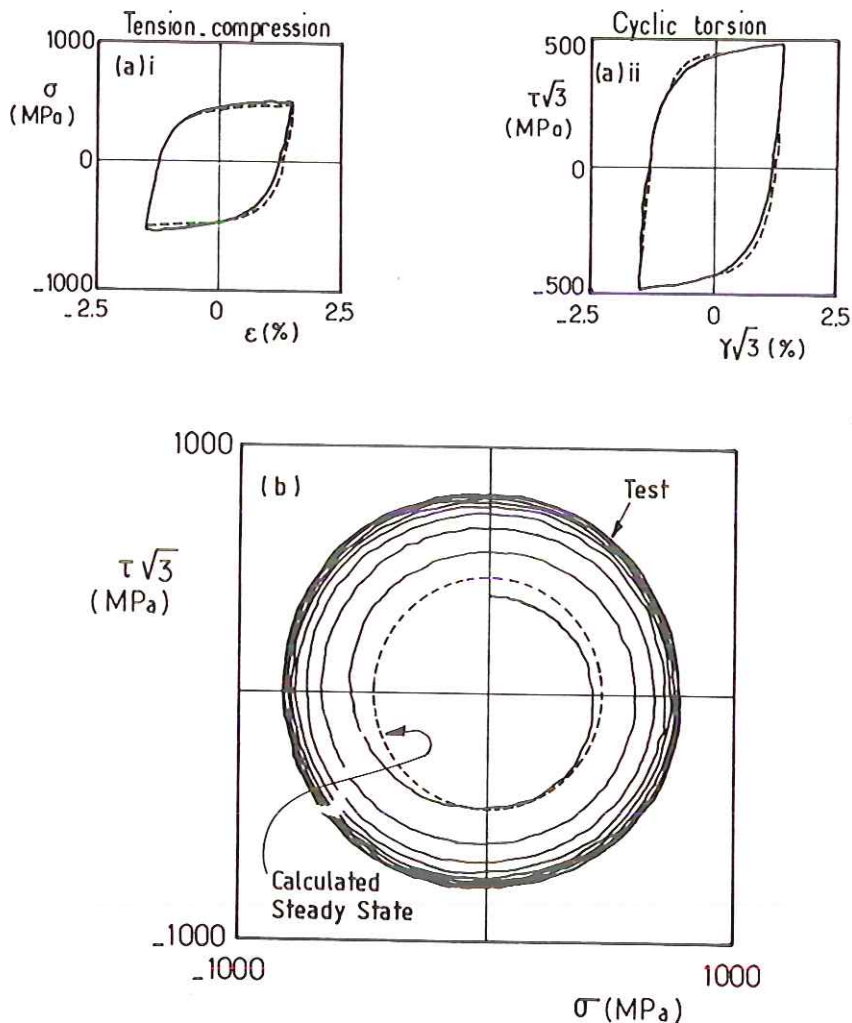 Tension_compression
1000
(a)i
σ
(MPa)
0
_1000
_2.5
0
2.5
ε(%)
Cyclic torsion
500
(a)ii
τ√3
(MPa)
0
_500
_2.5
0
2.5
γ√3 (%)
1000
(b)
Test
τ√3
(MPa)
Calculated
Steady State
_1000
_1000
1000
σ(MPa)